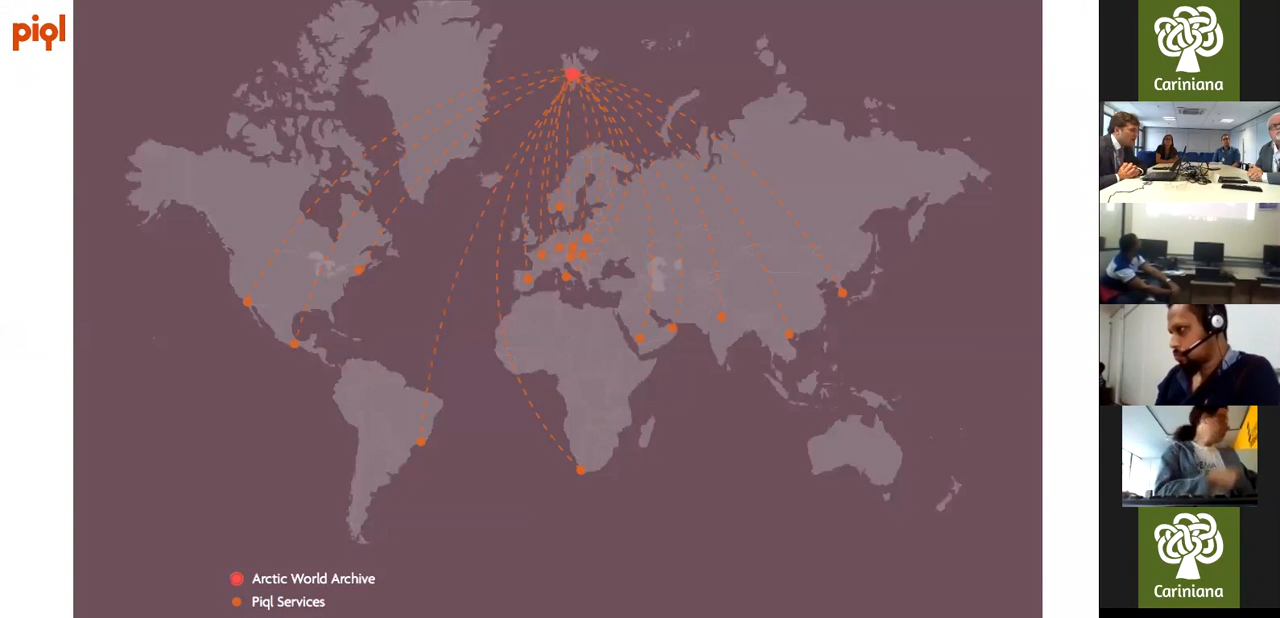 piql
Arctic World Archive
Piql Services
Cariniana
Cariniana